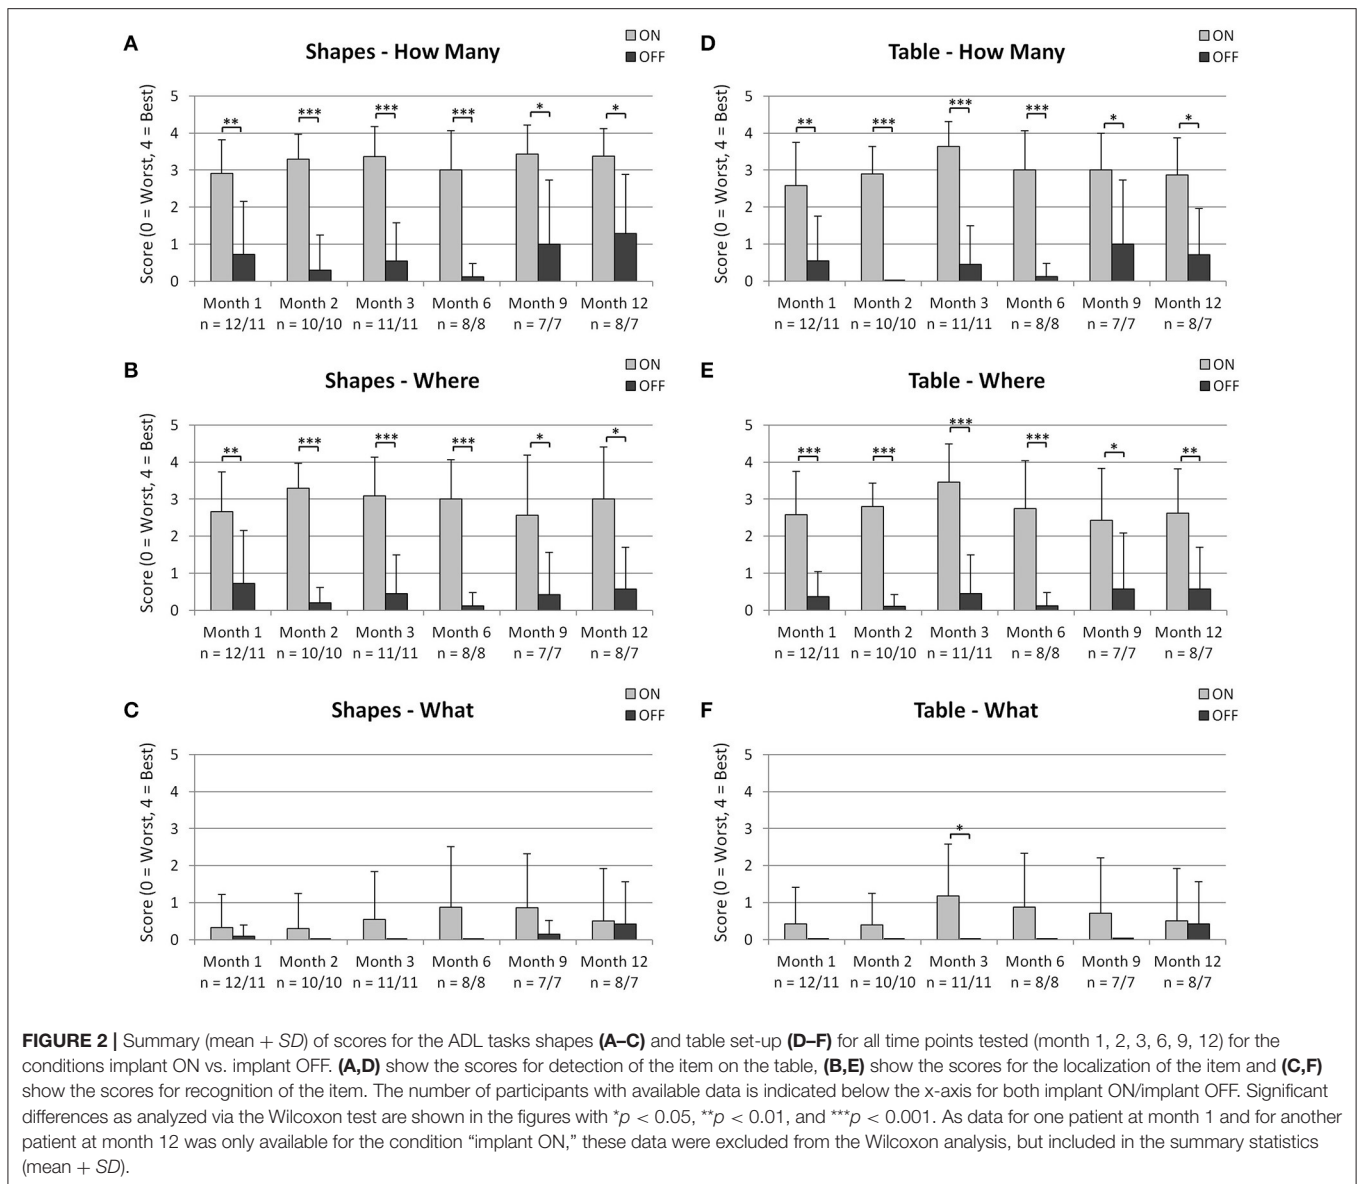 A
Shapes - How Many
ON
OFF
Score (0 = Worst, 4 = Best)
5
4
3
2
1
0
**
***
***
***
*
*
Month 1 Month 2 Month 3 Month 6 Month 9 Month 12
n = 12/11 n = 10/10 n = 11/11 n = 8/8 n = 7/7 n = 8/7
D
Table - How Many
ON
OFF
Score (0 = Worst, 4 = Best)
5
4
3
2
1
0
**
***
***
***
*
*
Month 1 Month 2 Month 3 Month 6 Month 9 Month 12
n = 12/11 n = 10/10 n = 11/11 n = 8/8 n = 7/7 n = 8/7
B
Shapes - Where
ON
OFF
Score (0 = Worst, 4 = Best)
5
4
3
2
1
0
**
***
***
***
*
*
Month 1 Month 2 Month 3 Month 6 Month 9 Month 12
n = 12/11 n = 10/10 n = 11/11 n = 8/8 n = 7/7 n = 8/7
E
Table - Where
ON
OFF
Score (0 = Worst, 4 = Best)
5
4
3
2
1
0
***
***
***
***
*
**
Month 1 Month 2 Month 3 Month 6 Month 9 Month 12
n = 12/11 n = 10/10 n = 11/11 n = 8/8 n = 7/7 n = 8/7
C
Shapes - What
ON
OFF
Score (0 = Worst, 4 = Best)
5
4
3
2
1
0
Month 1 Month 2 Month 3 Month 6 Month 9 Month 12
n = 12/11 n = 10/10 n = 11/11 n = 8/8 n = 7/7 n = 8/7
F
Table - What
ON
OFF
Score (0 = Worst, 4 = Best)
5
4
3
2
1
0
*
Month 1 Month 2 Month 3 Month 6 Month 9 Month 12
n = 12/11 n = 10/10 n = 11/11 n = 8/8 n = 7/7 n = 8/7
FIGURE 2 | Summary (mean + SD) of scores for the ADL tasks shapes (A–C) and table set-up (D–F) for all time points tested (month 1, 2, 3, 6, 9, 12) for the
conditions implant ON vs. implant OFF. (A,D) show the scores for detection of the item on the table, (B,E) show the scores for the localization of the item and (C,F)
show the scores for recognition of the item. The number of participants with available data is indicated below the x-axis for both implant ON/implant OFF. Significant
differences as analyzed via the Wilcoxon test are shown in the figures with *p < 0.05, **p < 0.01, and ***p < 0.001. As data for one patient at month 1 and for another
patient at month 12 was only available for the condition “implant ON,” these data were excluded from the Wilcoxon analysis, but included in the summary statistics
(mean + SD).